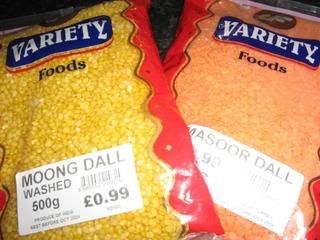 VARIETY
Foods
MOONG DALL
WASHED
500g
£0.99
PRODUCE OF INDIA
BEST BEFORE OCT 2009
VARIETY
Foods
MASOOR DALL
.99